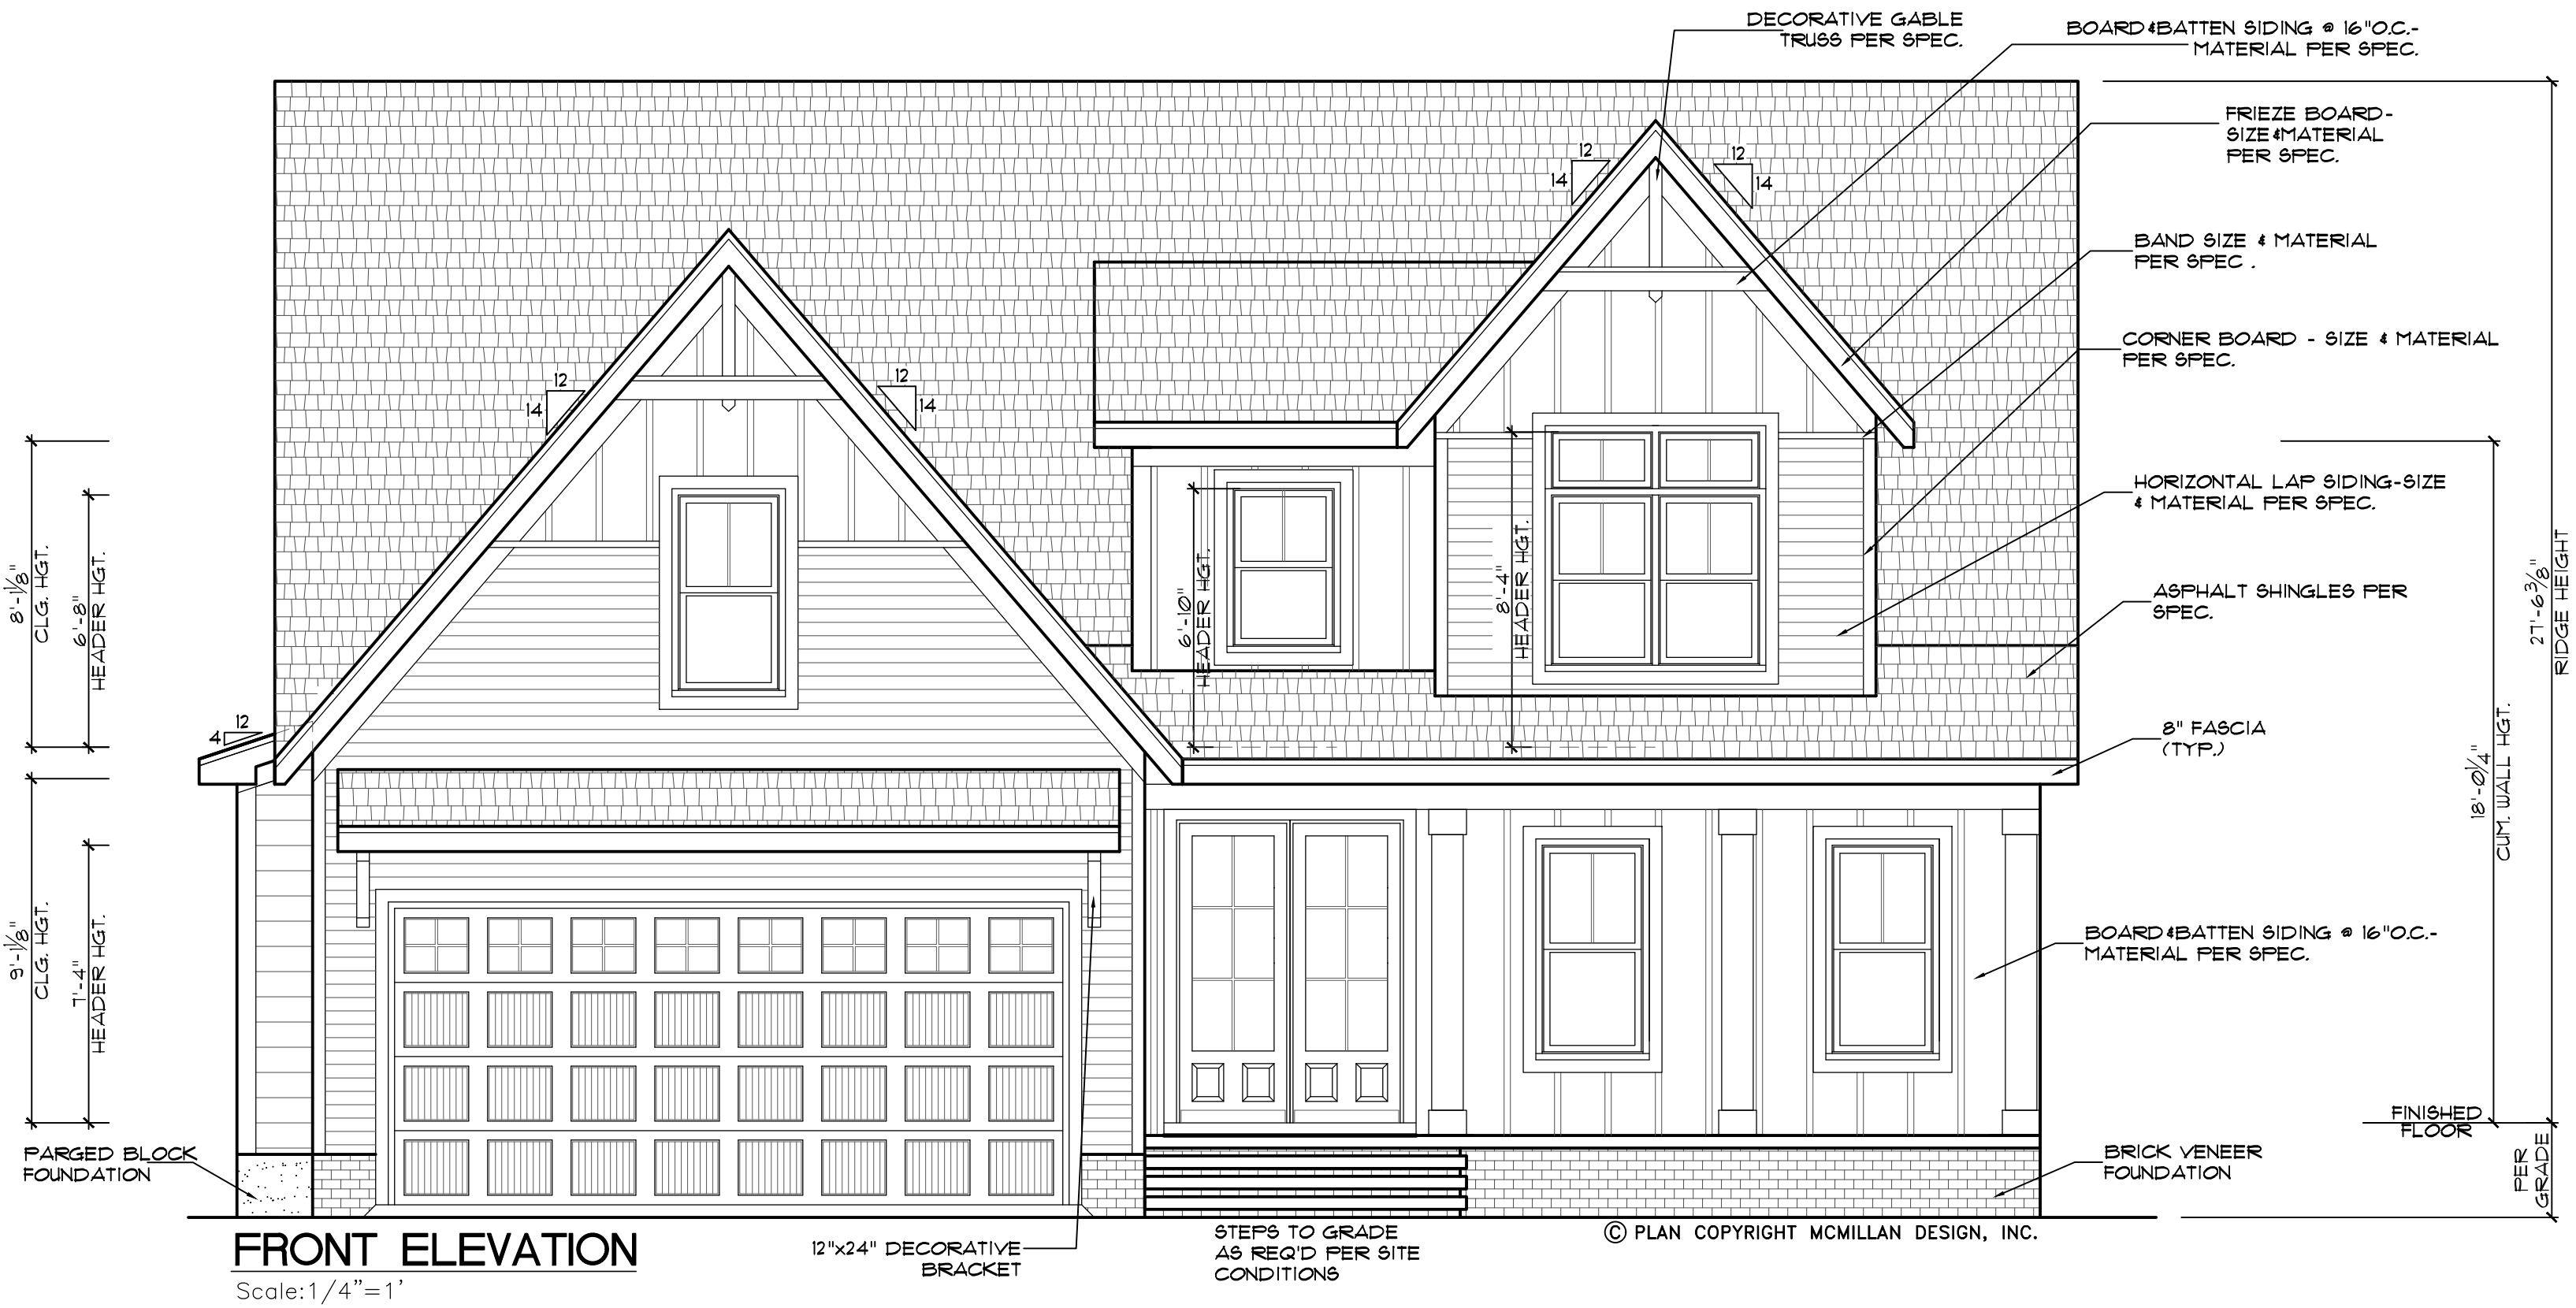 DECORATIVE GABLE
TRUSS PER SPEC.
BOARD&BATTEN SIDING @ 16"O.C.-
MATERIAL PER SPEC.
FRIEZE BOARD-
SIZE&MATERIAL
PER SPEC.
12
14
12
14
BAND SIZE & MATERIAL
PER SPEC .
CORNER BOARD - SIZE & MATERIAL
PER SPEC.
12
14
12
14
HORIZONTAL LAP SIDING-SIZE
& MATERIAL PER SPEC.
8'-1 1/8"
CLG. HGT.
6'-8"
HEADER HGT.
6'-10"
HEADER HGT.
8'-4"
HEADER HGT.
ASPHALT SHINGLES PER
SPEC.
27'-6 3/8"
RIDGE HEIGHT
12
4
8" FASCIA
(TYP.)
18'-0 1/4"
CUM. WALL HGT.
9'-1 1/8"
CLG. HGT.
7'-4"
HEADER HGT.
BOARD&BATTEN SIDING @ 16"O.C.-
MATERIAL PER SPEC.
FINISHED
FLOOR
PARGED BLOCK
FOUNDATION
BRICK VENEER
FOUNDATION
PER
GRADE
FRONT ELEVATION
Scale:1/4"=1'
12"x24" DECORATIVE
BRACKET
STEPS TO GRADE
AS REQ'D PER SITE
CONDITIONS
© PLAN COPYRIGHT MCMILLAN DESIGN, INC.